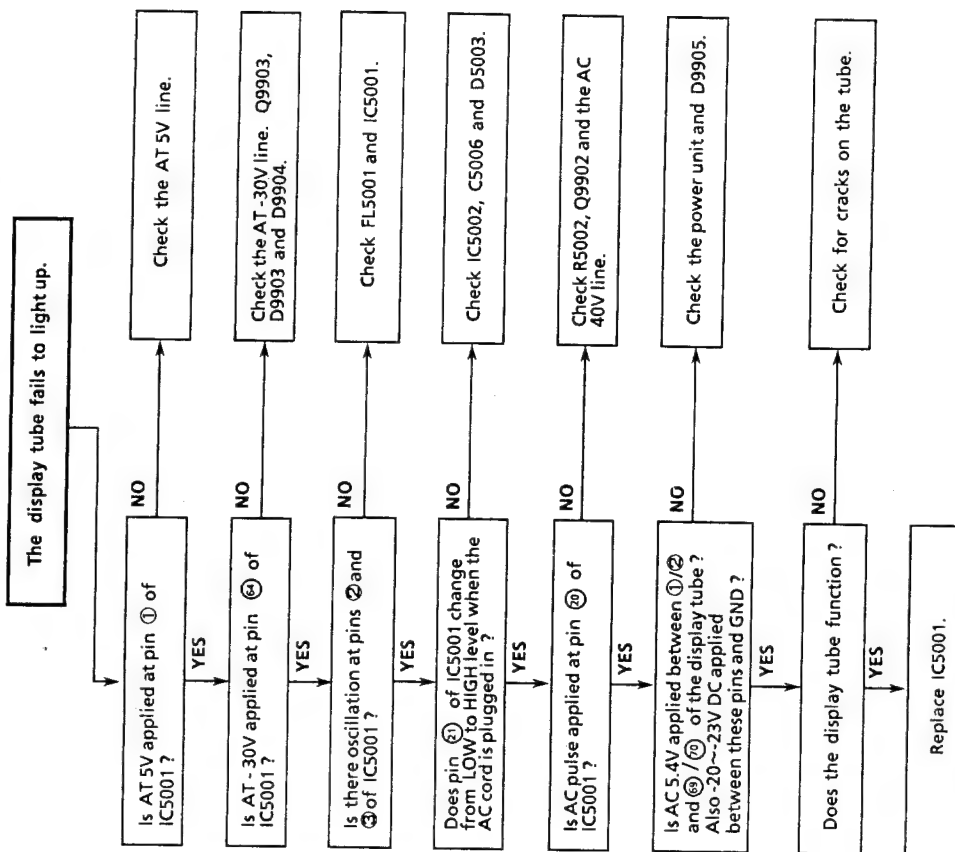 The display tube fails to light up.
Is AT 5V applied at pin ① of
IC5001 ?
NO
Check the AT 5V line.
YES
Is AT -30V applied at pin 64 of
IC5001 ?
NO
Check the AT -30V line. Q9903,
D9903 and D9904.
YES
Is there oscillation at pins ② and
③ of IC5001 ?
NO
Check FL5001 and IC5001.
YES
Does pin ㉑ of IC5001 change
from LOW to HIGH level when the
AC cord is plugged in ?
NO
Check IC5002, C5006 and D5003.
YES
Is AC pulse applied at pin ⑳ of
IC5001 ?
NO
Check R5002, Q9902 and the AC
40V line.
YES
Is AC 5.4V applied between ①/②
and 69 / 70 of the display tube ?
Also -20~-23V DC applied
between these pins and GND ?
NO
Check the power unit and D9905.
YES
Does the display tube function ?
NO
Check for cracks on the tube.
YES
Replace IC5001.